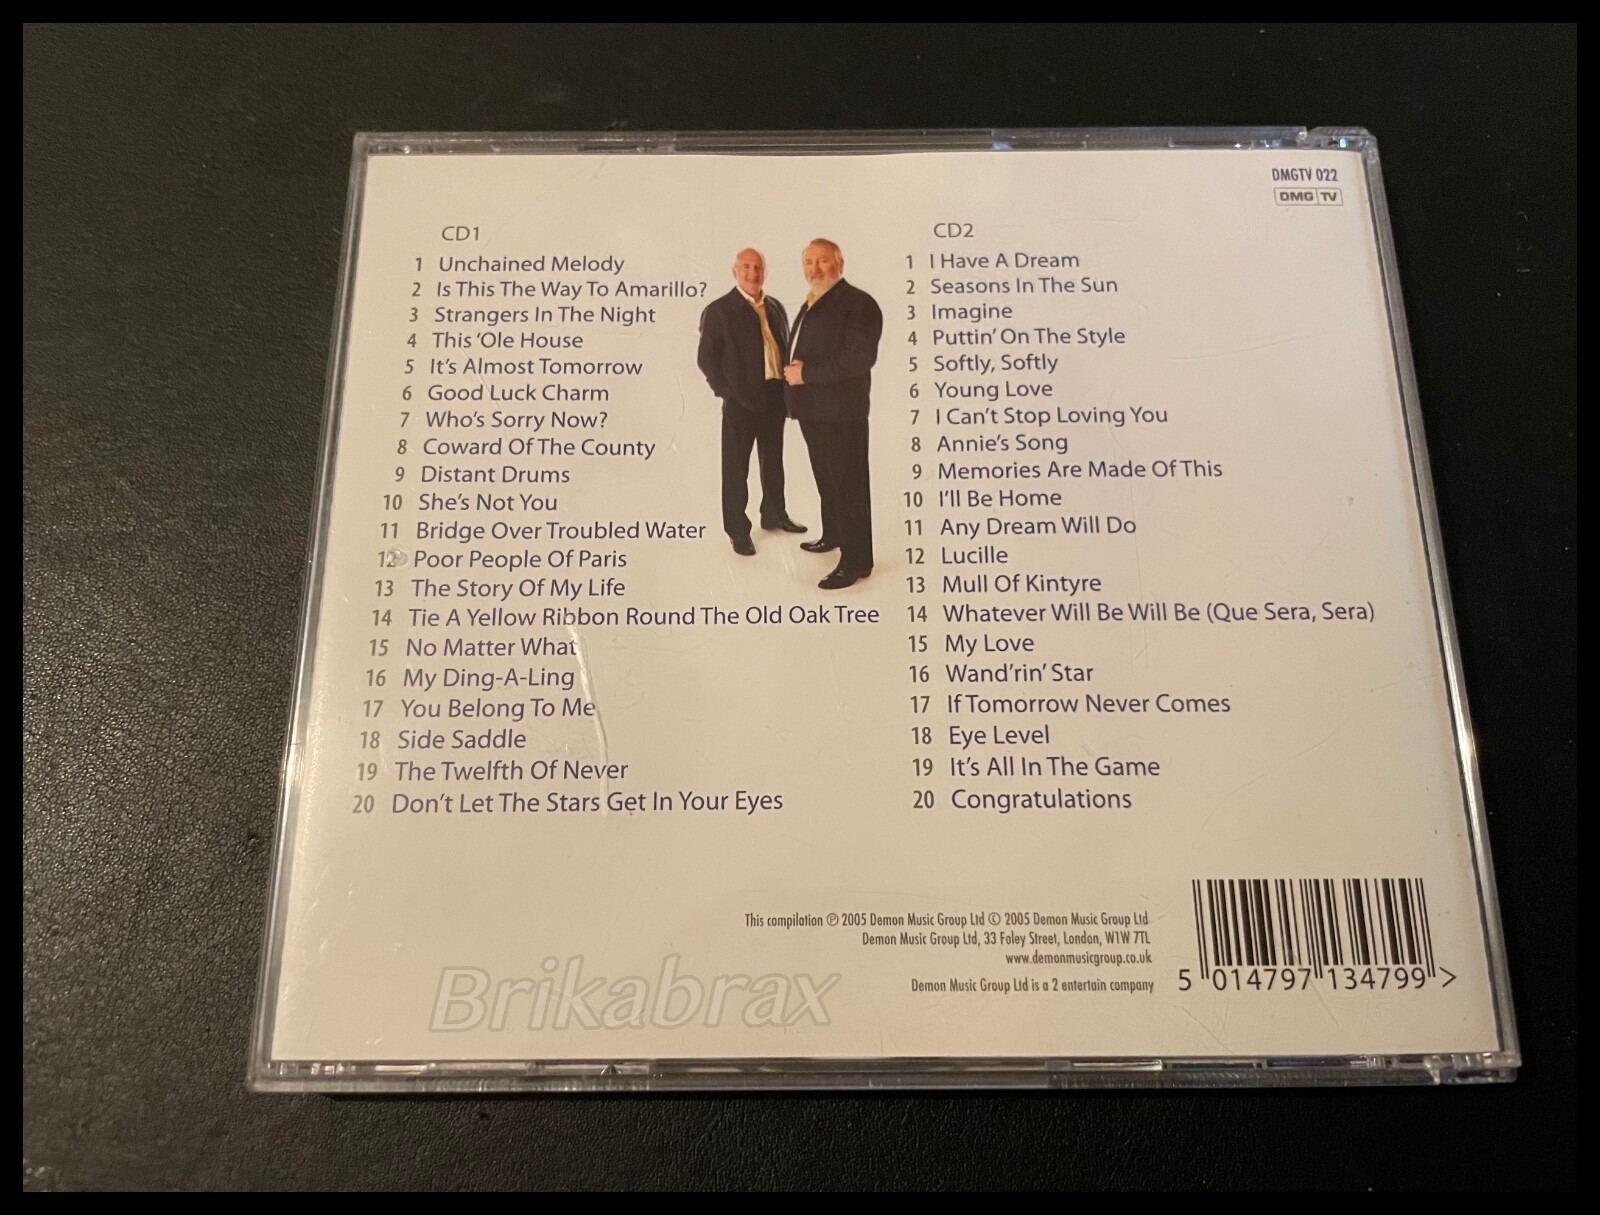 DMGTV 022
DMG TV
CD1
1 Unchained Melody
2 Is This The Way To Amarillo?
3 Strangers In The Night
4 This ‘Ole House
5 It’s Almost Tomorrow
6 Good Luck Charm
7 Who’s Sorry Now?
8 Coward Of The County
9 Distant Drums
10 She’s Not You
11 Bridge Over Troubled Water
12 Poor People Of Paris
13 The Story Of My Life
14 Tie A Yellow Ribbon Round The Old Oak Tree
15 No Matter What
16 My Ding-A-Ling
17 You Belong To Me
18 Side Saddle
19 The Twelfth Of Never
20 Don’t Let The Stars Get In Your Eyes
CD2
1 I Have A Dream
2 Seasons In The Sun
3 Imagine
4 Puttin’ On The Style
5 Softly, Softly
6 Young Love
7 I Can’t Stop Loving You
8 Annie’s Song
9 Memories Are Made Of This
10 I’ll Be Home
11 Any Dream Will Do
12 Lucille
13 Mull Of Kintyre
14 Whatever Will Be Will Be (Que Sera, Sera)
15 My Love
16 Wand’rin’ Star
17 If Tomorrow Never Comes
18 Eye Level
19 It’s All In The Game
20 Congratulations
This compilation ℗ 2005 Demon Music Group Ltd © 2005 Demon Music Group Ltd
Demon Music Group Ltd, 33 Foley Street, London, W1W 7TL
www.demonmusicgroup.co.uk
Demon Music Group Ltd is a 2 entertain company
5 014797 134799 >
Brikabrax